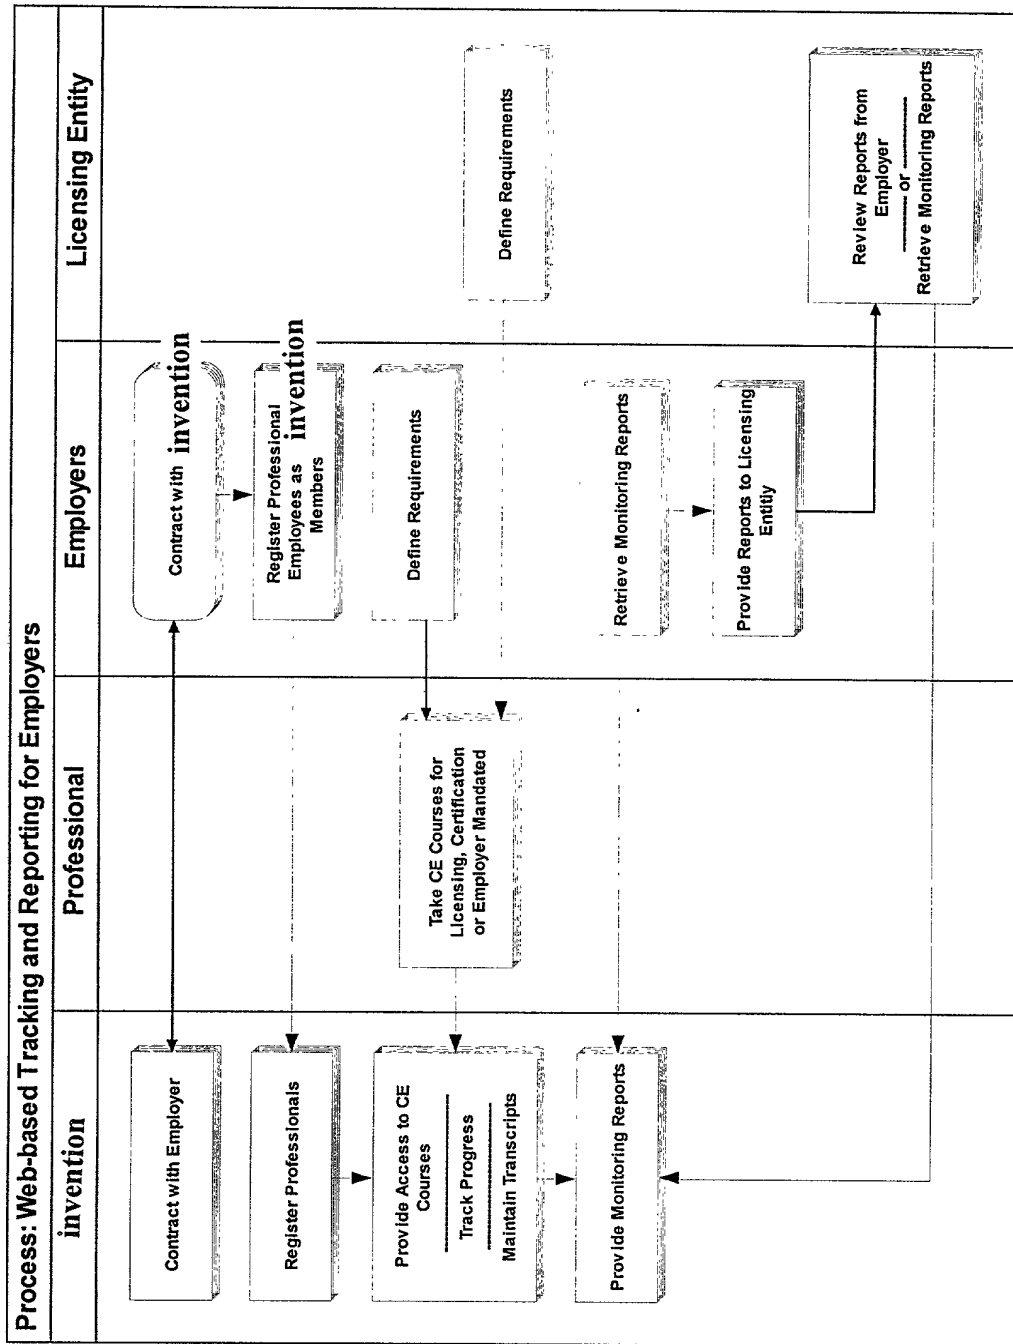 Process: Web-based Tracking and Reporting for Employers
invention
Professional
Employers
Licensing Entity
Contract with Employer
Contract with invention
Register Professionals
Register Professional
Employees as invention
Members
Provide Access to CE
Courses
Track Progress
Maintain Transcripts
Take CE Courses for
Licensing, Certification
or Employer Mandated
Define Requirements
Define Requirements
Provide Monitoring Reports
Retrieve Monitoring Reports
Provide Reports to Licensing
Entitly
Review Reports from
Employer
or
Retrieve Monitoring Reports